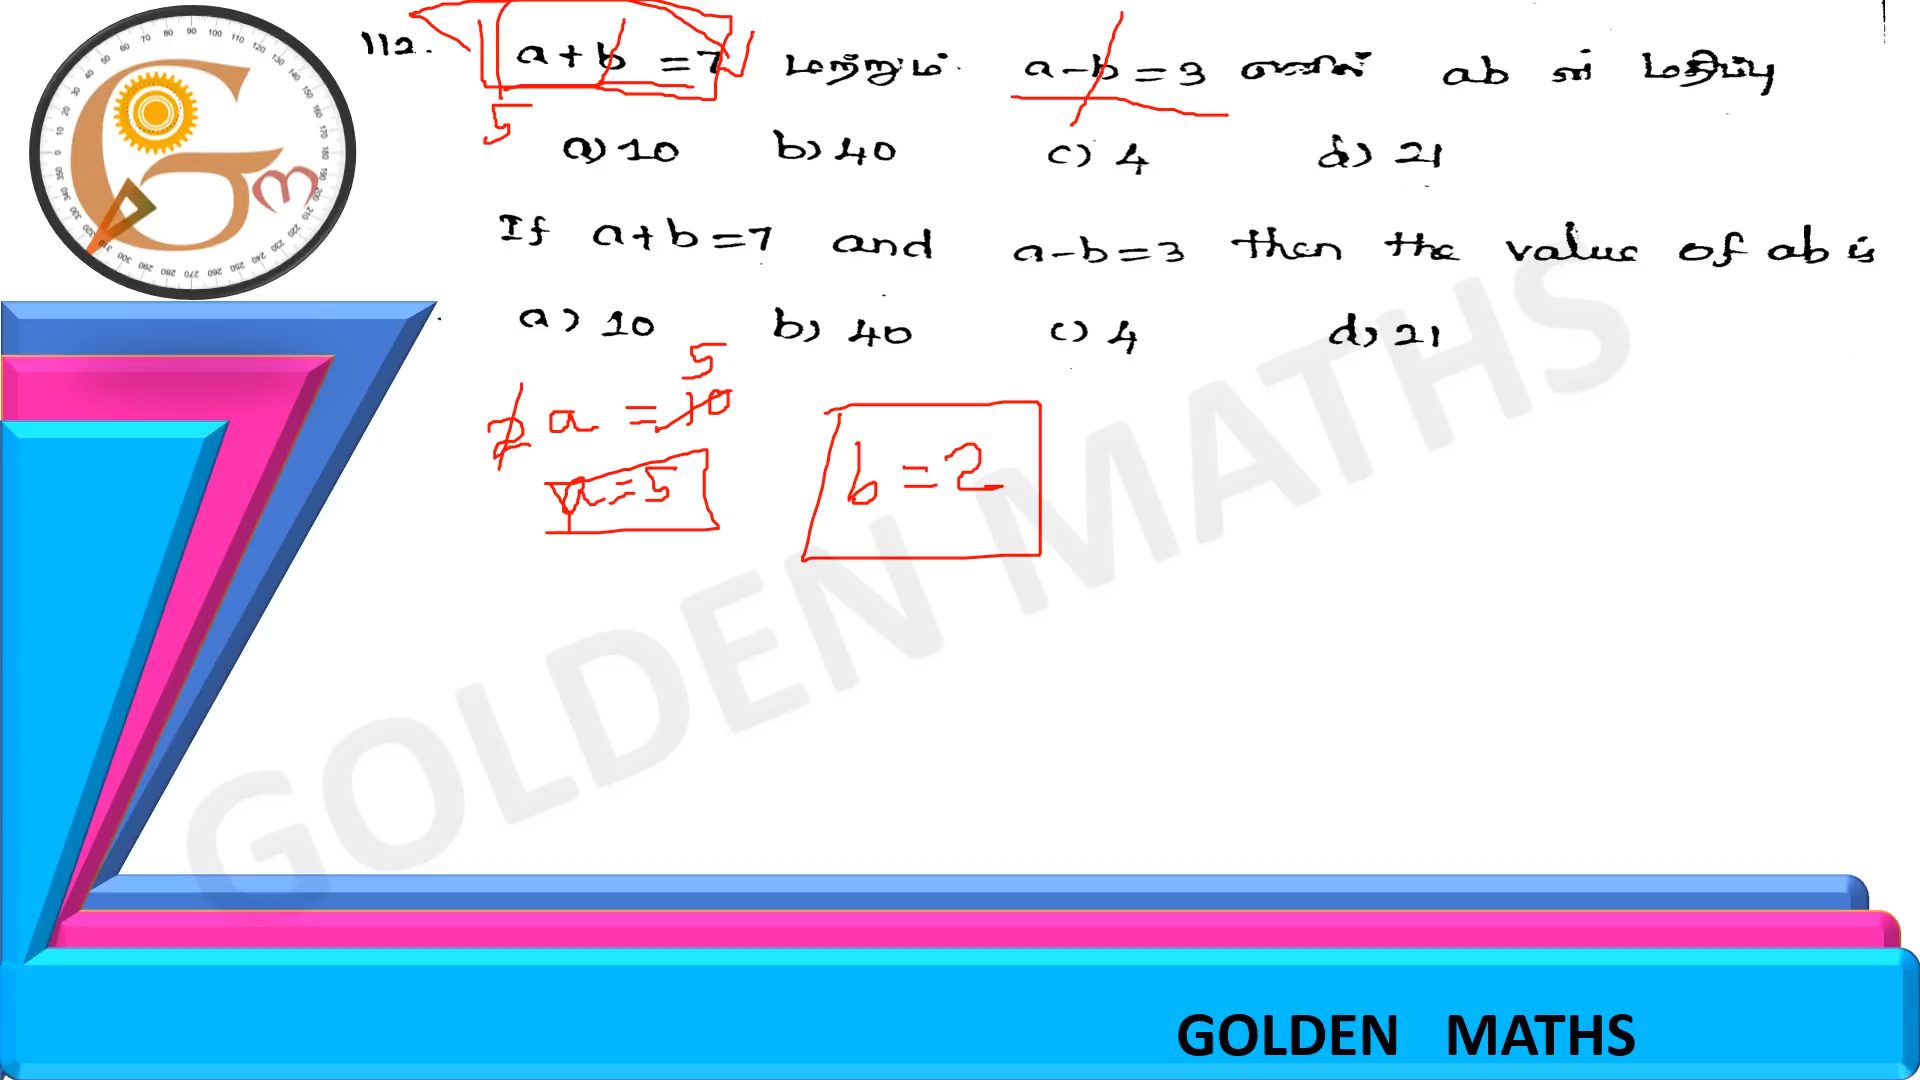 112. a+b =7 மற்றும் a-b=3 எனில் ab ன் மதிப்பு
5
a) 10 b) 40 c) 4 d) 21
If a+b=7 and a-b=3 then the value of ab is
a) 10 b) 40 c) 4 d) 21
5
2 a = 10
a = 5 b = 2
GOLDEN MATHS
GOLDEN MATHS